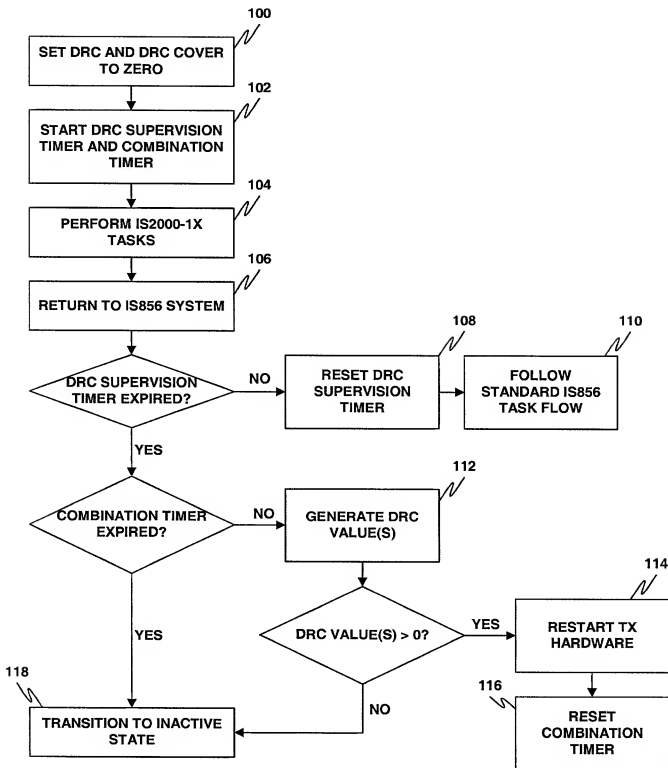 100
SET DRC AND DRC COVER
TO ZERO
102
START DRC SUPERVISION
TIMER AND COMBINATION
TIMER
104
PERFORM IS2000-1X
TASKS
106
RETURN TO IS856 SYSTEM
108
110
DRC SUPERVISION
TIMER EXPIRED?
NO
RESET DRC
SUPERVISION
TIMER
FOLLOW
STANDARD IS856
TASK FLOW
YES
112
COMBINATION TIMER
EXPIRED?
NO
GENERATE DRC
VALUE(S)
114
DRC VALUE(S) > 0?
YES
RESTART TX
HARDWARE
YES
118
116
NO
TRANSITION TO INACTIVE
STATE
RESET
COMBINATION
TIMER